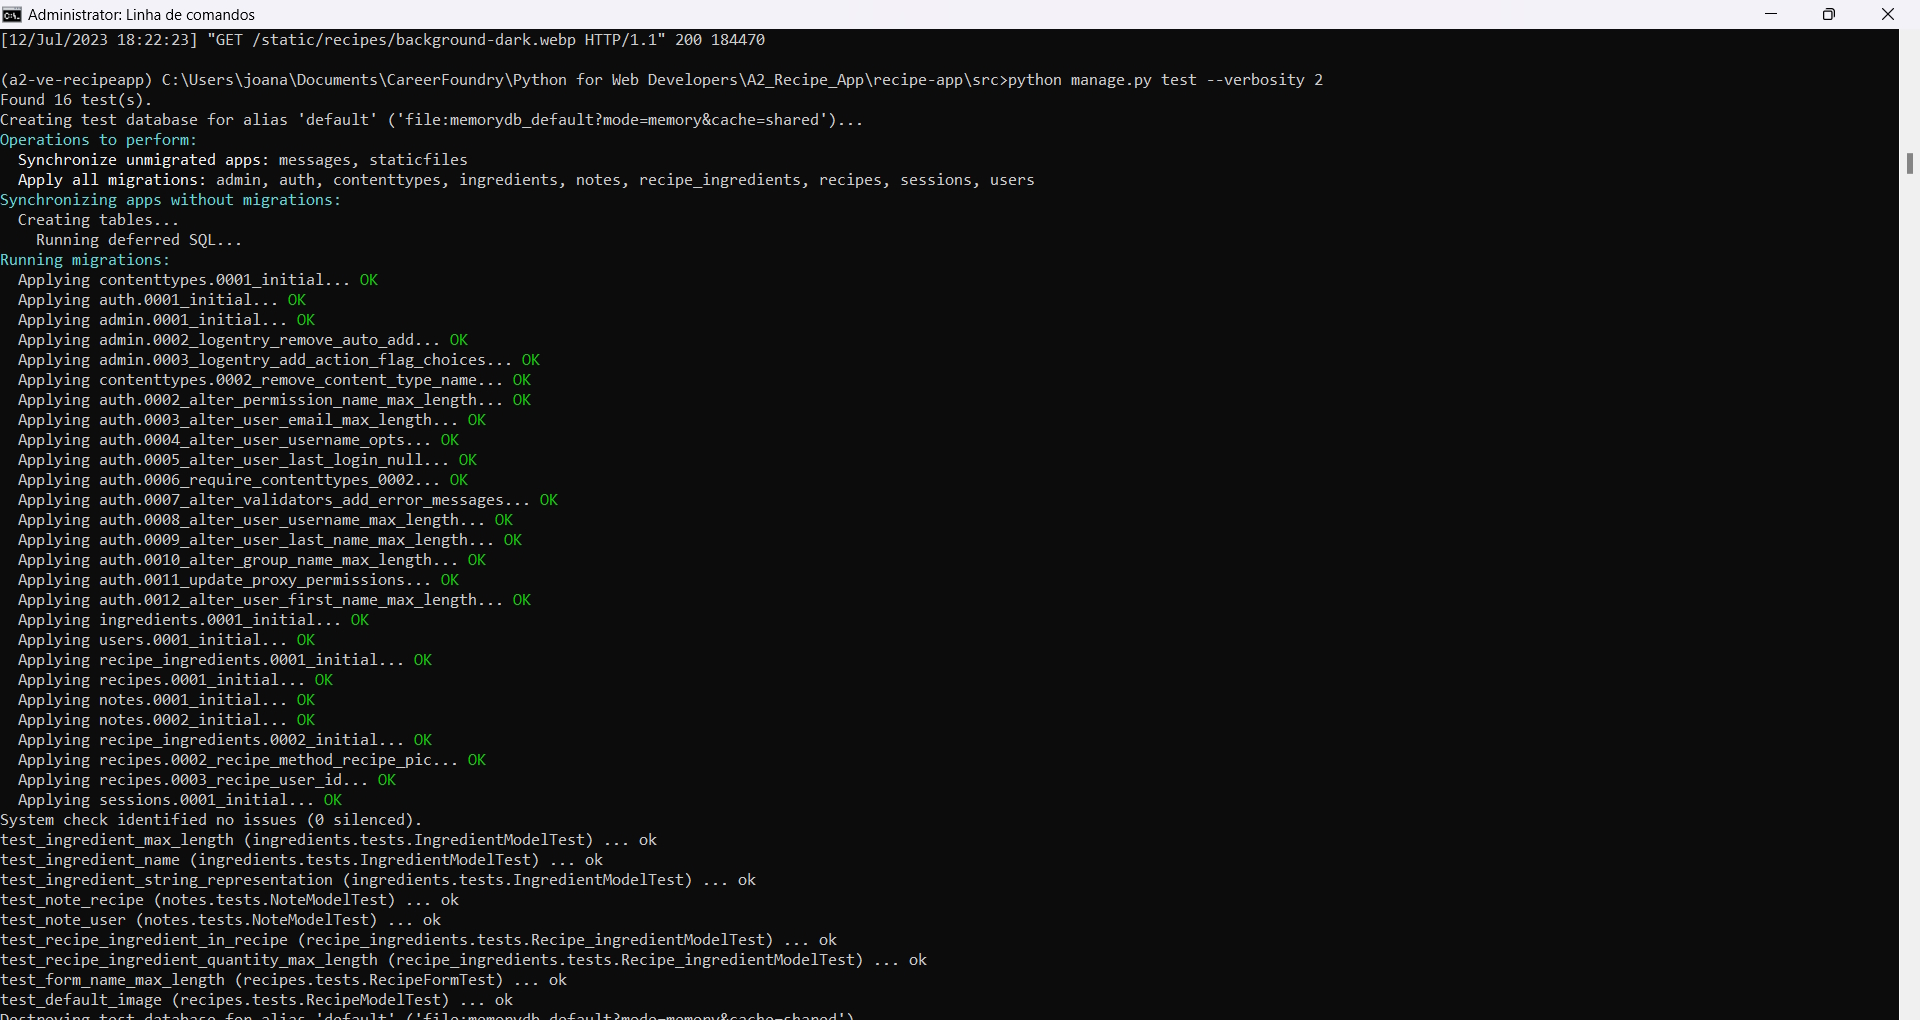 Administrator: Linha de comandos
[12/Jul/2023 18:22:23] "GET /static/recipes/background-dark.webp HTTP/1.1" 200 184470
(a2-ve-recipeapp) C:\Users\joana\Documents\CareerFoundry\Python for Web Developers\A2_Recipe_App\recipe-app\src>python manage.py test --verbosity 2
Found 16 test(s).
Creating test database for alias 'default' ('file:memorydb_default?mode=memory&cache=shared')...
Operations to perform:
  Synchronize unmigrated apps: messages, staticfiles
  Apply all migrations: admin, auth, contenttypes, ingredients, notes, recipe_ingredients, recipes, sessions, users
Synchronizing apps without migrations:
  Creating tables...
    Running deferred SQL...
Running migrations:
  Applying contenttypes.0001_initial... OK
  Applying auth.0001_initial... OK
  Applying admin.0001_initial... OK
  Applying admin.0002_logentry_remove_auto_add... OK
  Applying admin.0003_logentry_add_action_flag_choices... OK
  Applying contenttypes.0002_remove_content_type_name... OK
  Applying auth.0002_alter_permission_name_max_length... OK
  Applying auth.0003_alter_user_email_max_length... OK
  Applying auth.0004_alter_user_username_opts... OK
  Applying auth.0005_alter_user_last_login_null... OK
  Applying auth.0006_require_contenttypes_0002... OK
  Applying auth.0007_alter_validators_add_error_messages... OK
  Applying auth.0008_alter_user_username_max_length... OK
  Applying auth.0009_alter_user_last_name_max_length... OK
  Applying auth.0010_alter_group_name_max_length... OK
  Applying auth.0011_update_proxy_permissions... OK
  Applying auth.0012_alter_user_first_name_max_length... OK
  Applying ingredients.0001_initial... OK
  Applying users.0001_initial... OK
  Applying recipe_ingredients.0001_initial... OK
  Applying recipes.0001_initial... OK
  Applying notes.0001_initial... OK
  Applying notes.0002_initial... OK
  Applying recipe_ingredients.0002_initial... OK
  Applying recipes.0002_recipe_method_recipe_pic... OK
  Applying recipes.0003_recipe_user_id... OK
  Applying sessions.0001_initial... OK
System check identified no issues (0 silenced).
test_ingredient_max_length (ingredients.tests.IngredientModelTest) ... ok
test_ingredient_name (ingredients.tests.IngredientModelTest) ... ok
test_ingredient_string_representation (ingredients.tests.IngredientModelTest) ... ok
test_note_recipe (notes.tests.NoteModelTest) ... ok
test_note_user (notes.tests.NoteModelTest) ... ok
test_recipe_ingredient_in_recipe (recipe_ingredients.tests.Recipe_ingredientModelTest) ... ok
test_recipe_ingredient_quantity_max_length (recipe_ingredients.tests.Recipe_ingredientModelTest) ... ok
test_form_name_max_length (recipes.tests.RecipeFormTest) ... ok
test_default_image (recipes.tests.RecipeModelTest) ... ok
Destroying test database for alias 'default' ('file:memorydb_default?mode=memory&cache=shared')